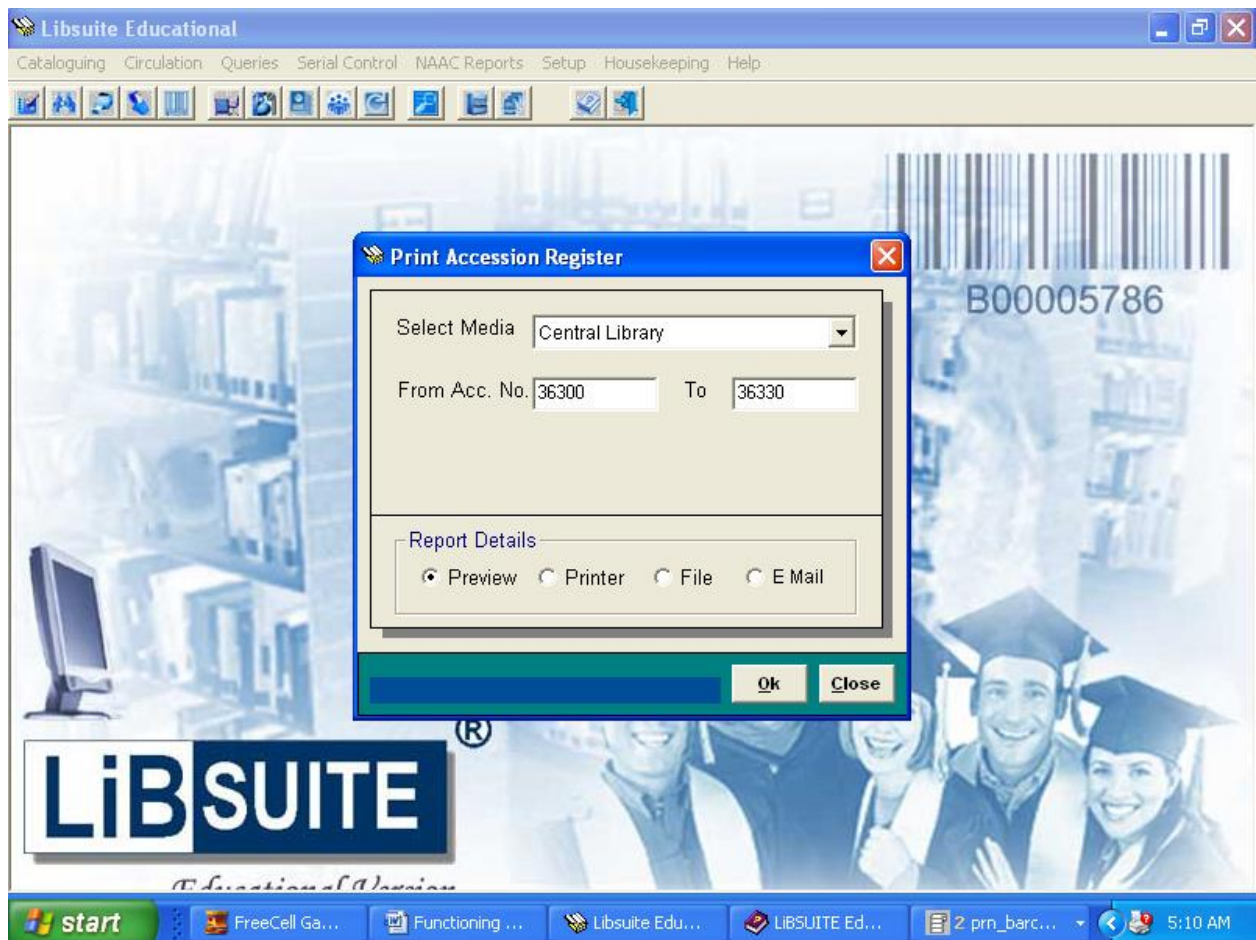 Libsuite Educational
Cataloguing Circulation Queries Serial Control NAAC Reports Setup Housekeeping Help
B00005786
Print Accession Register
Select Media Central Library
From Acc. No. 36300 To 36330
Report Details
Preview Printer File E Mail
Ok Close
LiBSUITE ®
Educational Version
start FreeCell Ga... Functioning ... Libsuite Edu... LiBSUITE Ed... 2 prn_barc... 5:10 AM